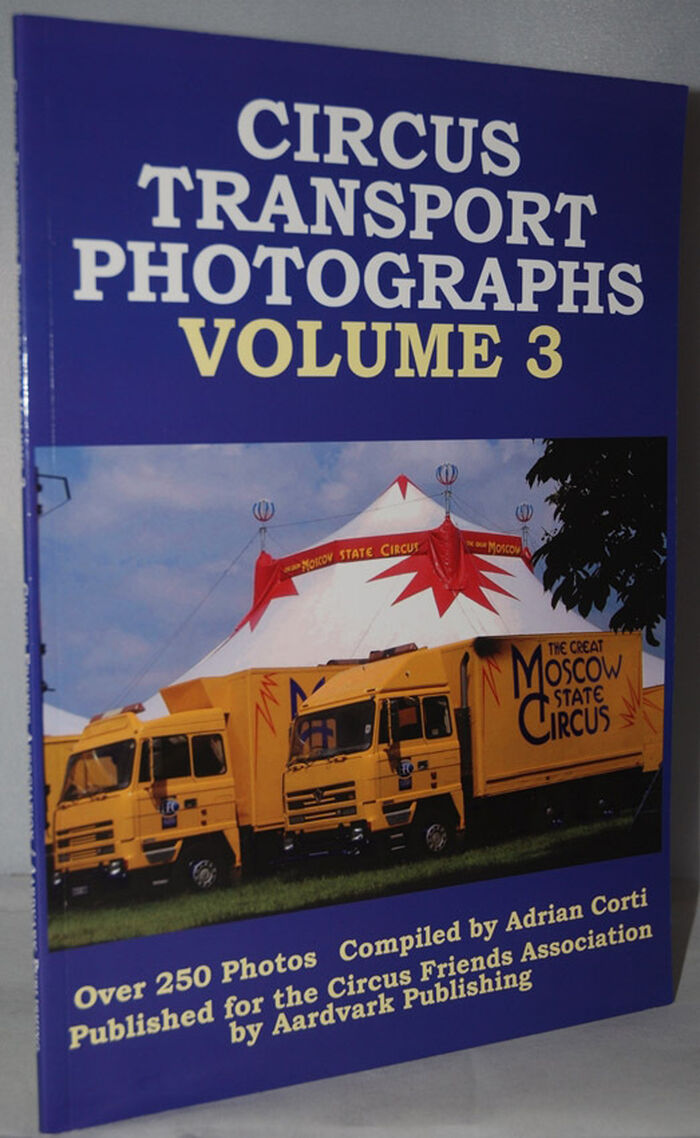 CIRCUS
TRANSPORT
PHOTOGRAPHS
VOLUME 3
MOSCOW STATE CIRCUS
MOSCOW
M
THE GREAT
MOSCOW
STATE
CIRCUS
Over 250 Photos Compiled by Adrian Corti
Published for the Circus Friends Association
by Aardvark Publishing